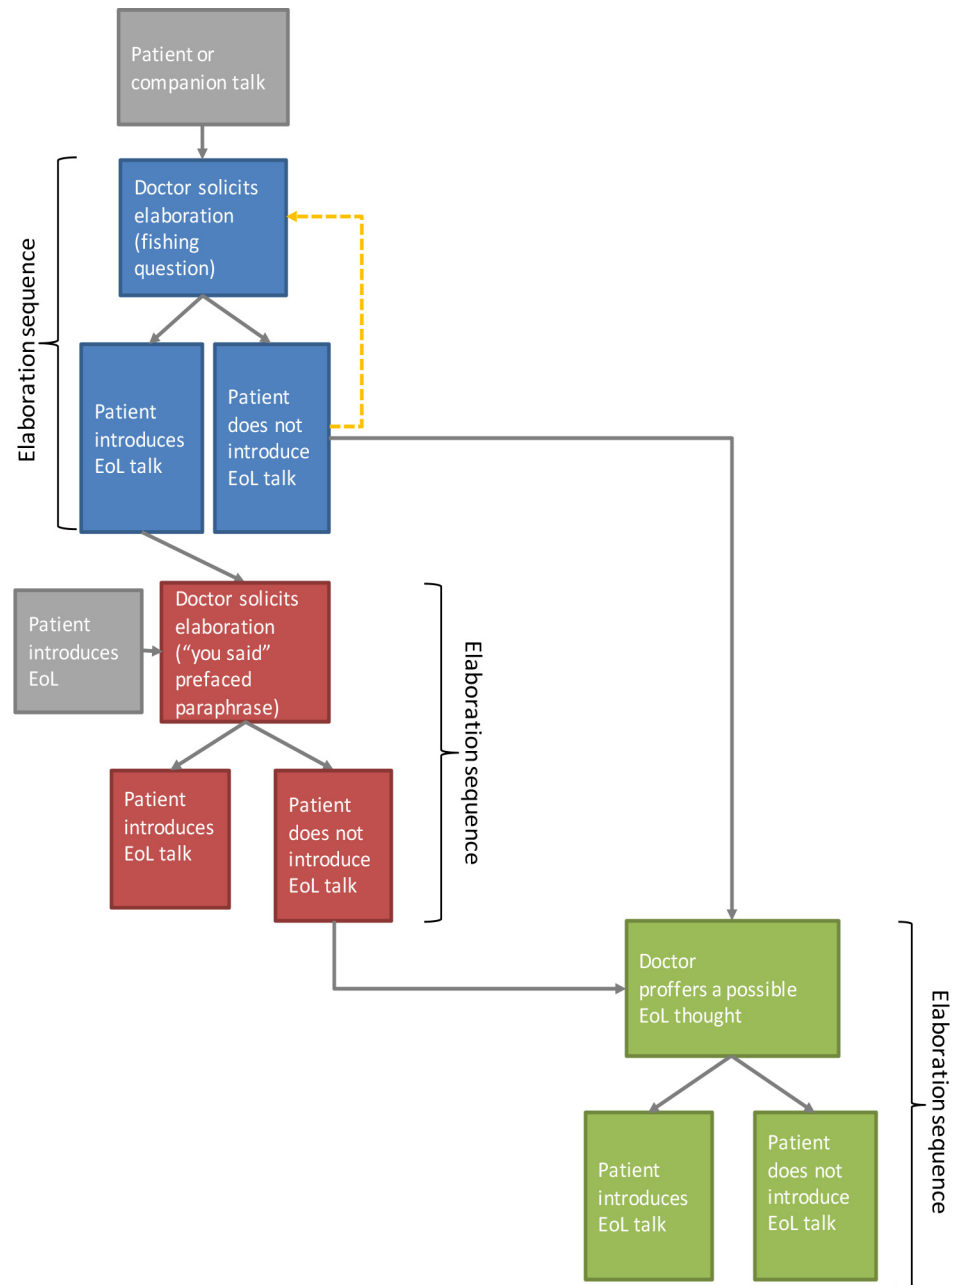 Patient or
companion talk
Elaboration sequence
Doctor solicits
elaboration
(fishing
question)
Patient
introduces
EoL talk
Patient
does not
introduce
EoL talk
Patient
introduces
EoL
Doctor solicits
elaboration
(“you said”
prefaced
paraphrase)
Elaboration sequence
Patient
introduces
EoL talk
Patient
does not
introduce
EoL talk
Doctor
proffers a possible
EoL thought
Elaboration sequence
Patient
introduces
EoL talk
Patient
does not
introduce
EoL talk